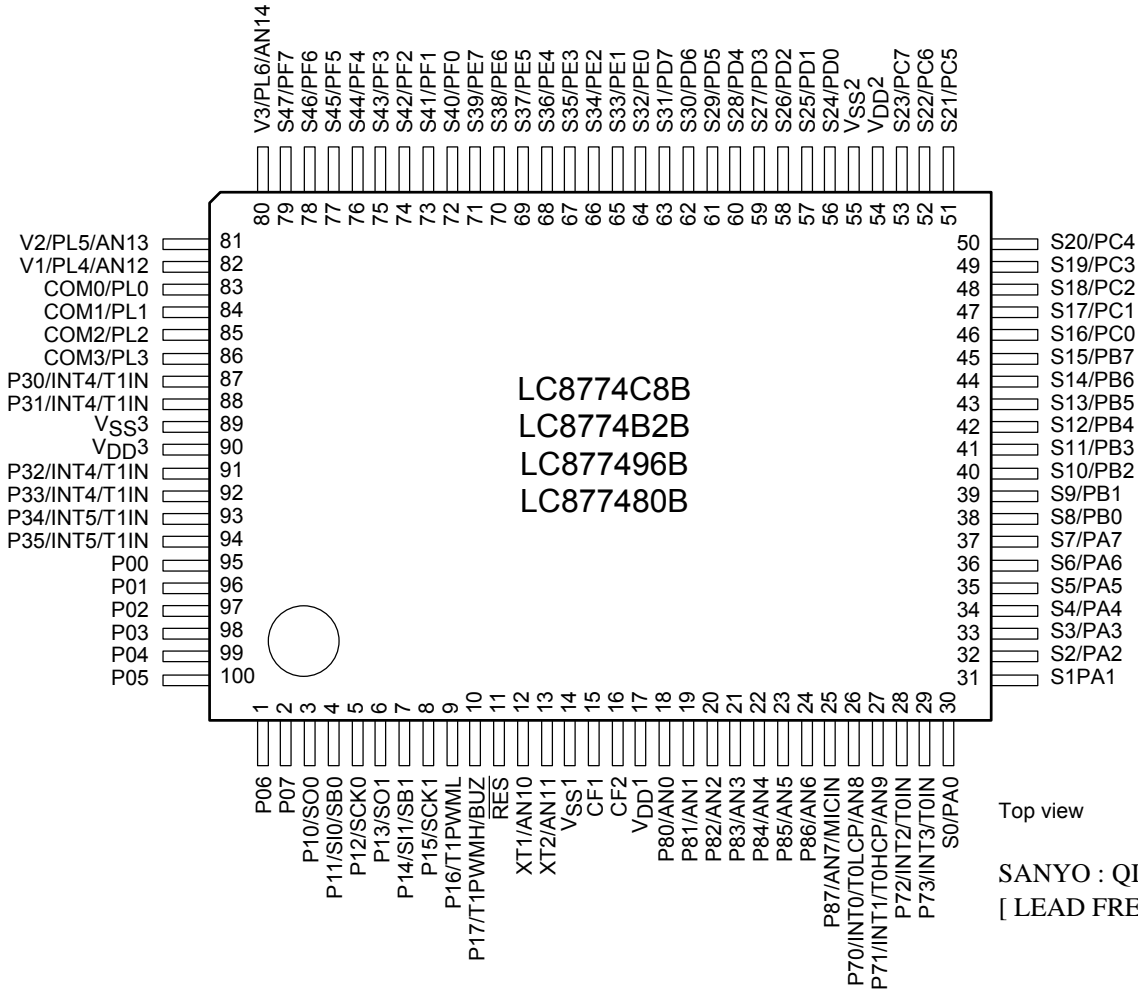 V3/PL6/AN14
S47/PF7
S46/PF6
S45/PF5
S44/PF4
S43/PF3
S42/PF2
S41/PF1
S40/PF0
S39/PE7
S38/PE6
S37/PE5
S36/PE4
S35/PE3
S34/PE2
S33/PE1
S32/PE0
S31/PD7
S30/PD6
S29/PD5
S28/PD4
S27/PD3
S26/PD2
S25/PD1
S24/PD0
VSS2
VDD2
S23/PC7
S22/PC6
S21/PC5
80 79 78 77 76 75 74 73 72 71 70 69 68 67 66 65 64 63 62 61 60 59 58 57 56 55 54 53 52 51
V2/PL5/AN13 81
V1/PL4/AN12 82
COM0/PL0 83
COM1/PL1 84
COM2/PL2 85
COM3/PL3 86
P30/INT4/T1IN 87
P31/INT4/T1IN 88
VSS3 89
VDD3 90
P32/INT4/T1IN 91
P33/INT4/T1IN 92
P34/INT5/T1IN 93
P35/INT5/T1IN 94
P00 95
P01 96
P02 97
P03 98
P04 99
P05 100
LC8774C8B
LC8774B2B
LC877496B
LC877480B
50 S20/PC4
49 S19/PC3
48 S18/PC2
47 S17/PC1
46 S16/PC0
45 S15/PB7
44 S14/PB6
43 S13/PB5
42 S12/PB4
41 S11/PB3
40 S10/PB2
39 S9/PB1
38 S8/PB0
37 S7/PA7
36 S6/PA6
35 S5/PA5
34 S4/PA4
33 S3/PA3
32 S2/PA2
31 S1PA1
1 2 3 4 5 6 7 8 9 10 11 12 13 14 15 16 17 18 19 20 21 22 23 24 25 26 27 28 29 30
P06
P07
P10/SO0
P11/SI0/SB0
P12/SCK0
P13/SO1
P14/SI1/SB1
P15/SCK1
P16/T1PWML
P17/T1PWMH/BUZ
RES
XT1/AN10
XT2/AN11
VSS1
CF1
CF2
VDD1
P80/AN0
P81/AN1
P82/AN2
P83/AN3
P84/AN4
P85/AN5
P86/AN6
P87/AN7/MICIN
P70/INT0/T0LCP/AN8
P71/INT1/T0HCP/AN9
P72/INT2/T0IN
P73/INT3/T0IN
S0/PA0
Top view
SANYO :
[ LEAD